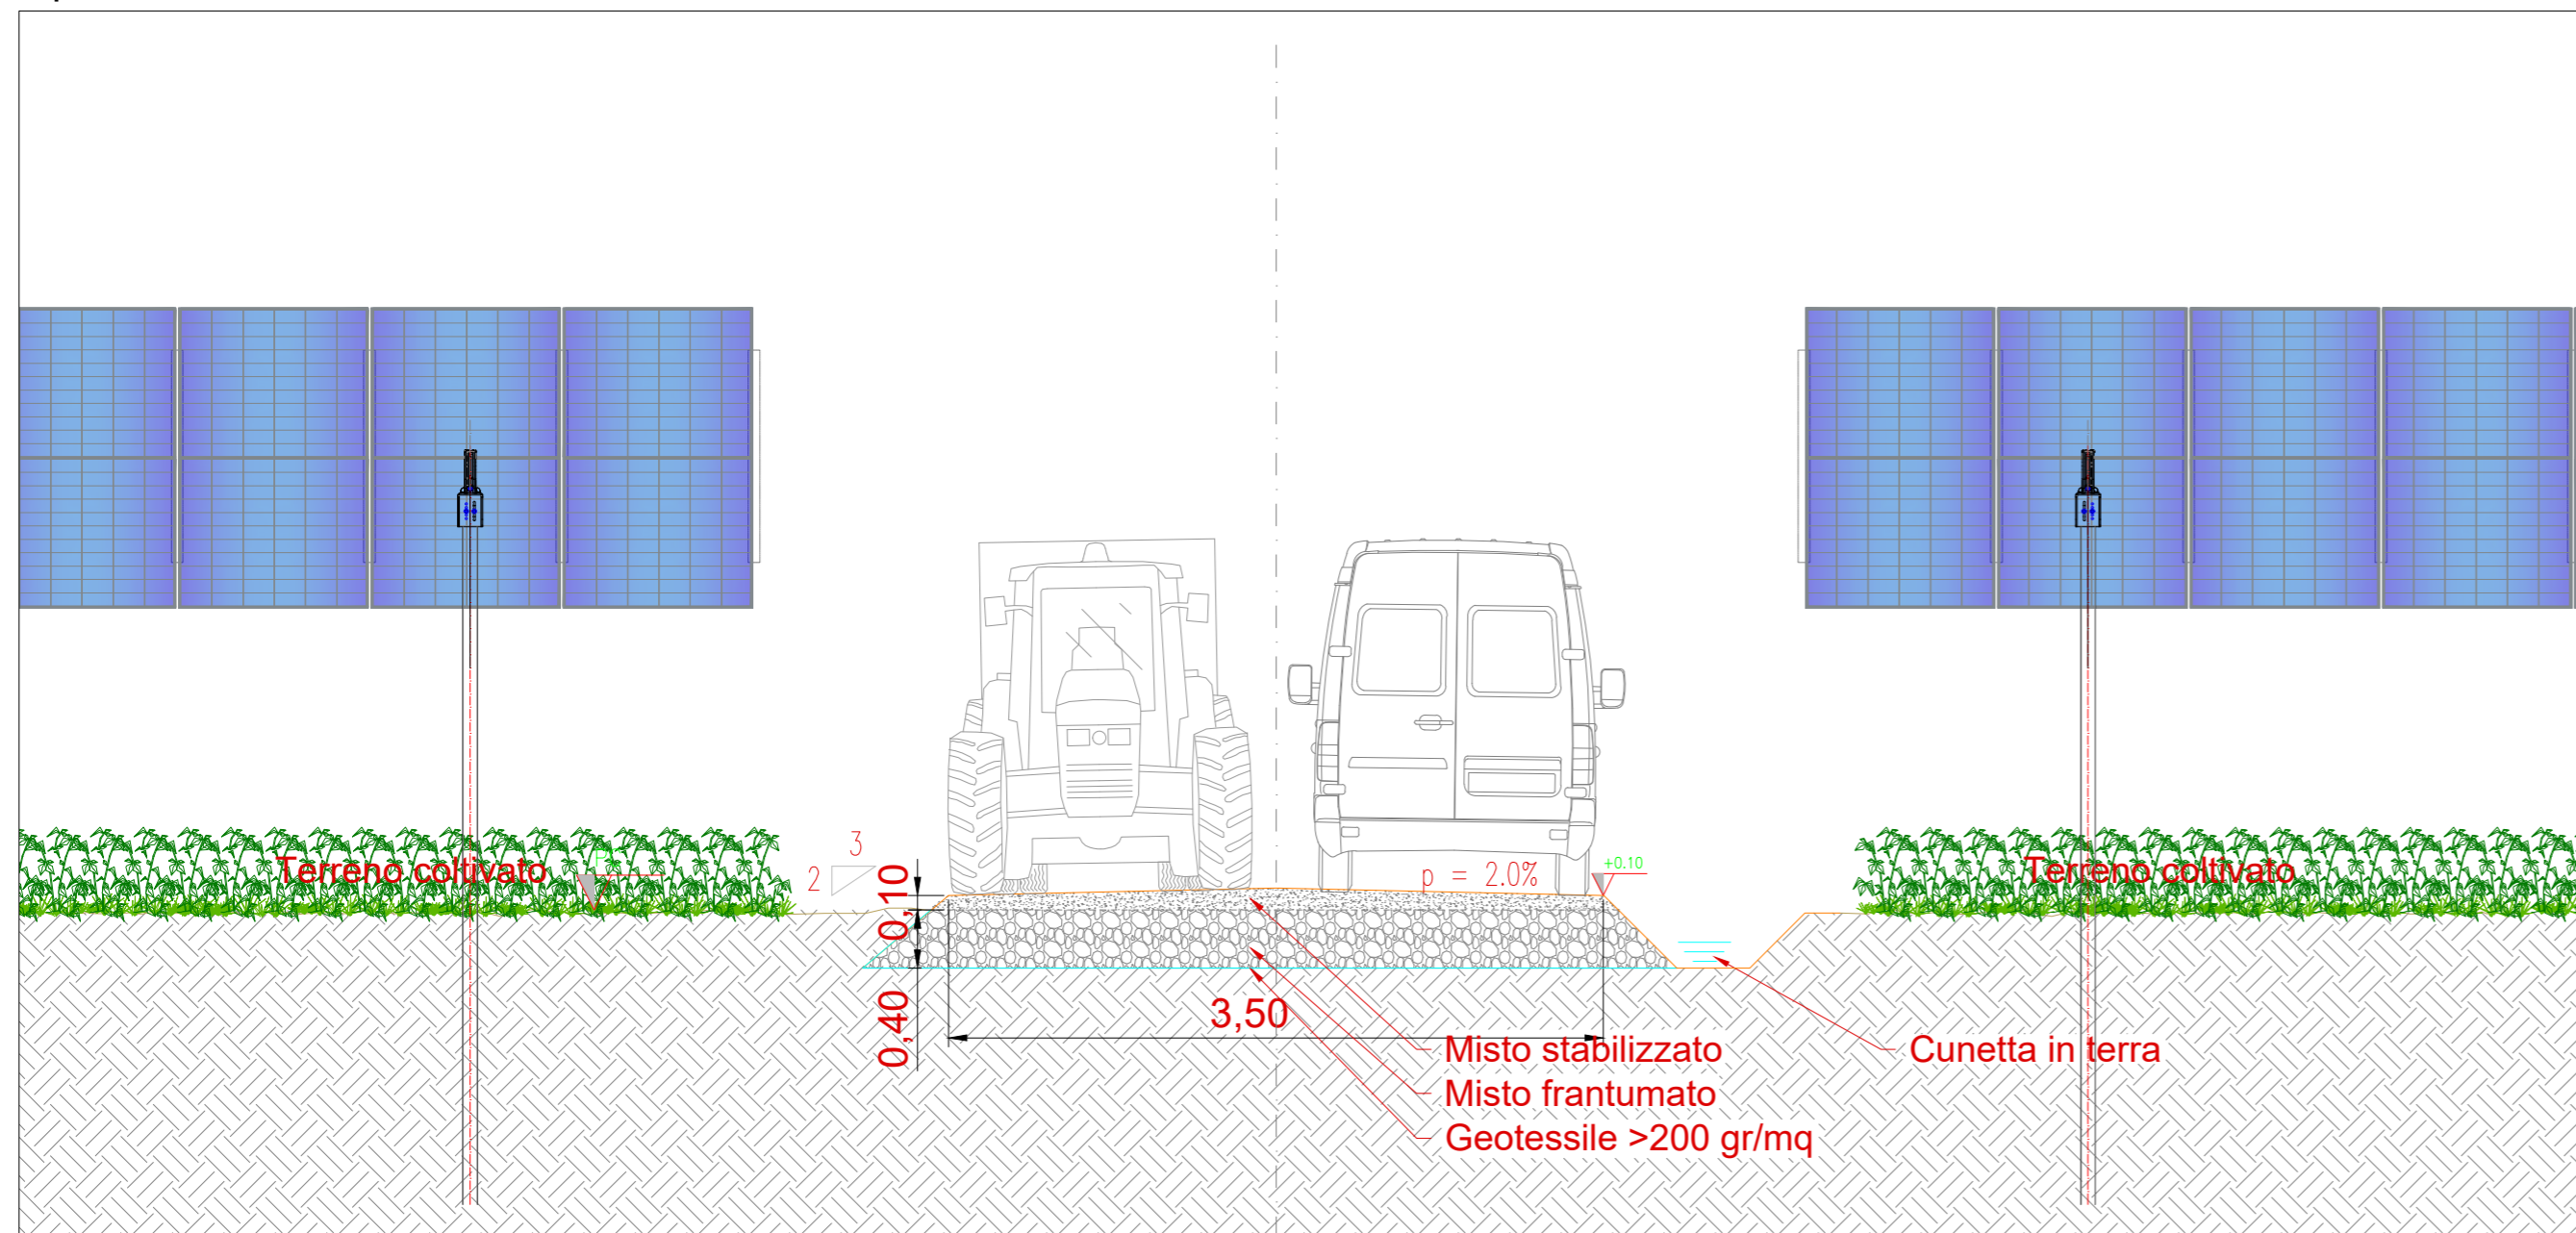 3
2
Terreno coltivato
p = 2.0%
+0.10
Terreno coltivato
0,10
0,40
3,50
Misto stabilizzato
Cunetta in terra
Misto frantumato
Geotessile >200 gr/mq